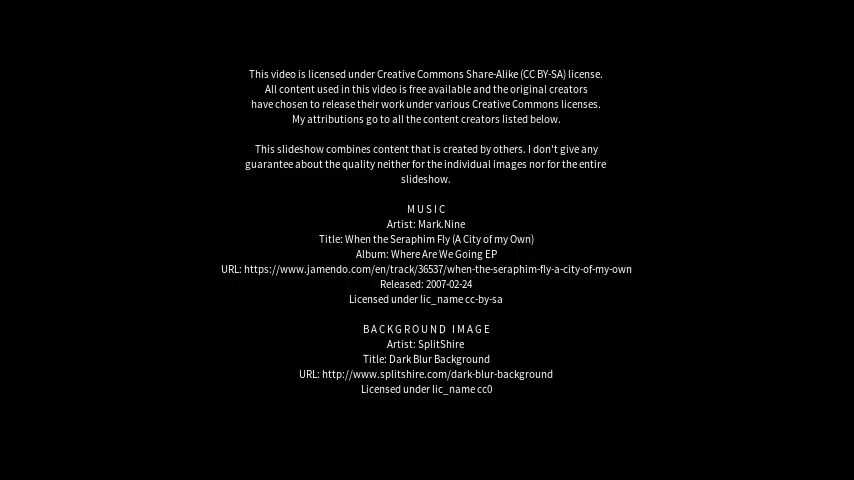 This video is licensed under Creative Commons Share-Alike (CC BY-SA) license.
All content used in this video is free available and the original creators
have chosen to release their work under various Creative Commons licenses.
My attributions go to all the content creators listed below.
This slideshow combines content that is created by others. I don't give any
guarantee about the quality neither for the individual images nor for the entire
slideshow.
MUSIC
Artist: Mark.Nine
Title: When the Seraphim Fly (A City of my Own)
Album: Where Are We Going EP
URL: https://www.jamendo.com/en/track/36537/when-the-seraphim-fly-a-city-of-my-own
Released: 2007-02-24
Licensed under lic_name cc-by-sa
BACKGROUND IMAGE
Artist: SplitShire
Title: Dark Blur Background
URL: http://www.splitshire.com/dark-blur-background
Licensed under lic_name cc0